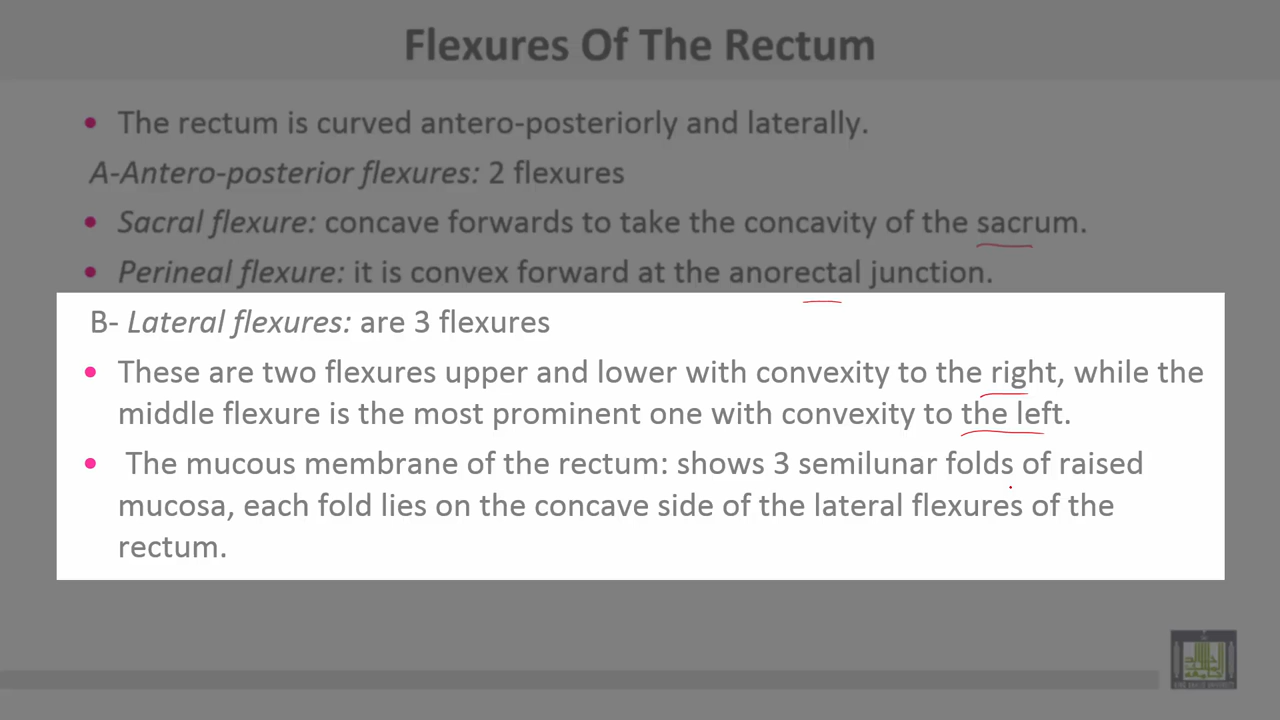 Flexures Of The Rectum
• The rectum is curved antero-posteriorly and laterally.
A-Antero-posterior flexures: 2 flexures
• Sacral flexure: concave forwards to take the concavity of the sacrum.
• Perineal flexure: it is convex forward at the anorectal junction.
B- Lateral flexures: are 3 flexures
• These are two flexures upper and lower with convexity to the right, while the
middle flexure is the most prominent one with convexity to the left.
• The mucous membrane of the rectum: shows 3 semilunar folds of raised
mucosa, each fold lies on the concave side of the lateral flexures of the
rectum.